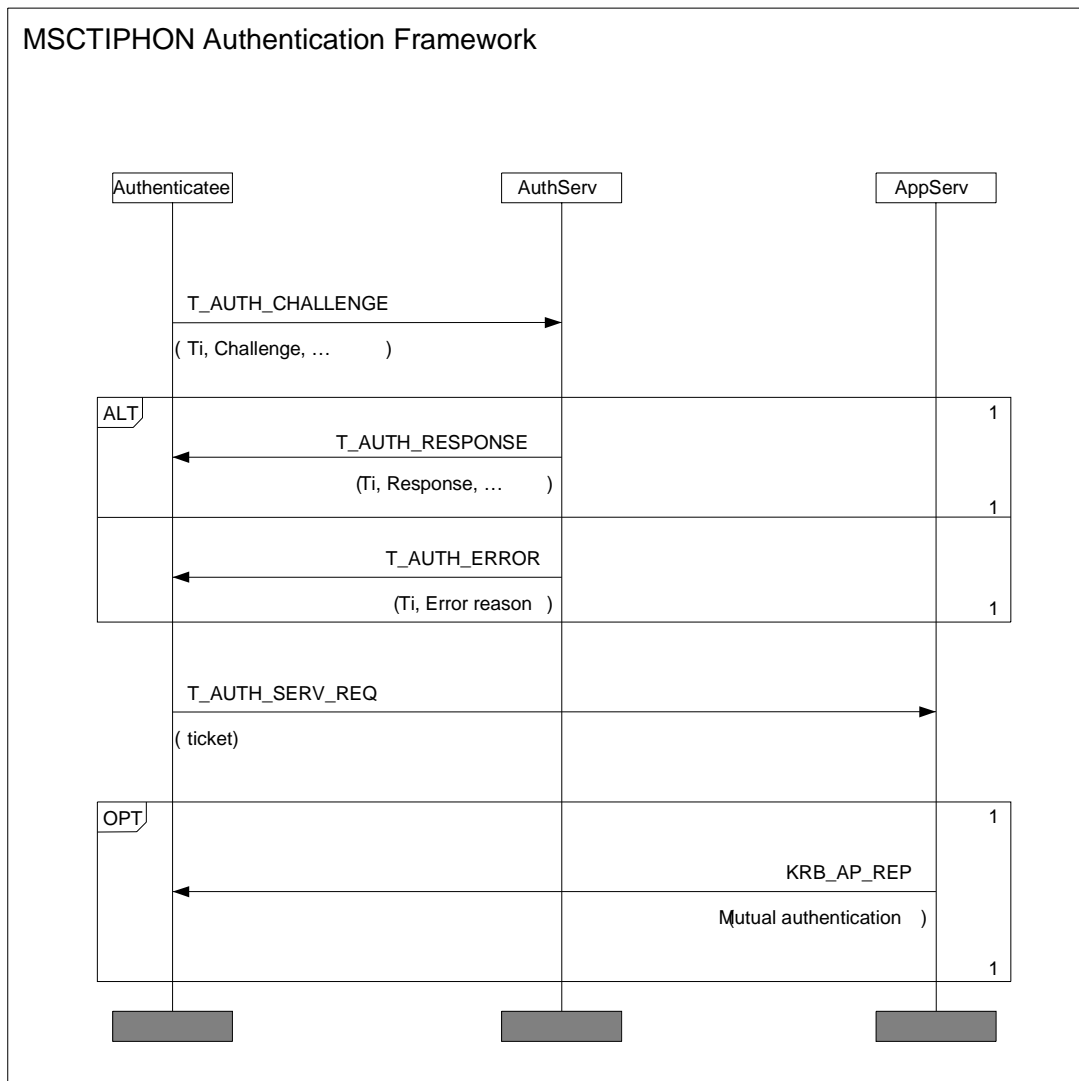 MSCTIPHON Authentication Framework
Authenticatee
AuthServ
AppServ
T_AUTH_CHALLENGE
( Ti, Challenge, … )
ALT
1
T_AUTH_RESPONSE
(Ti, Response, … )
1
T_AUTH_ERROR
(Ti, Error reason )
1
T_AUTH_SERV_REQ
( ticket)
OPT
1
KRB_AP_REP
(Mutual authentication )
1